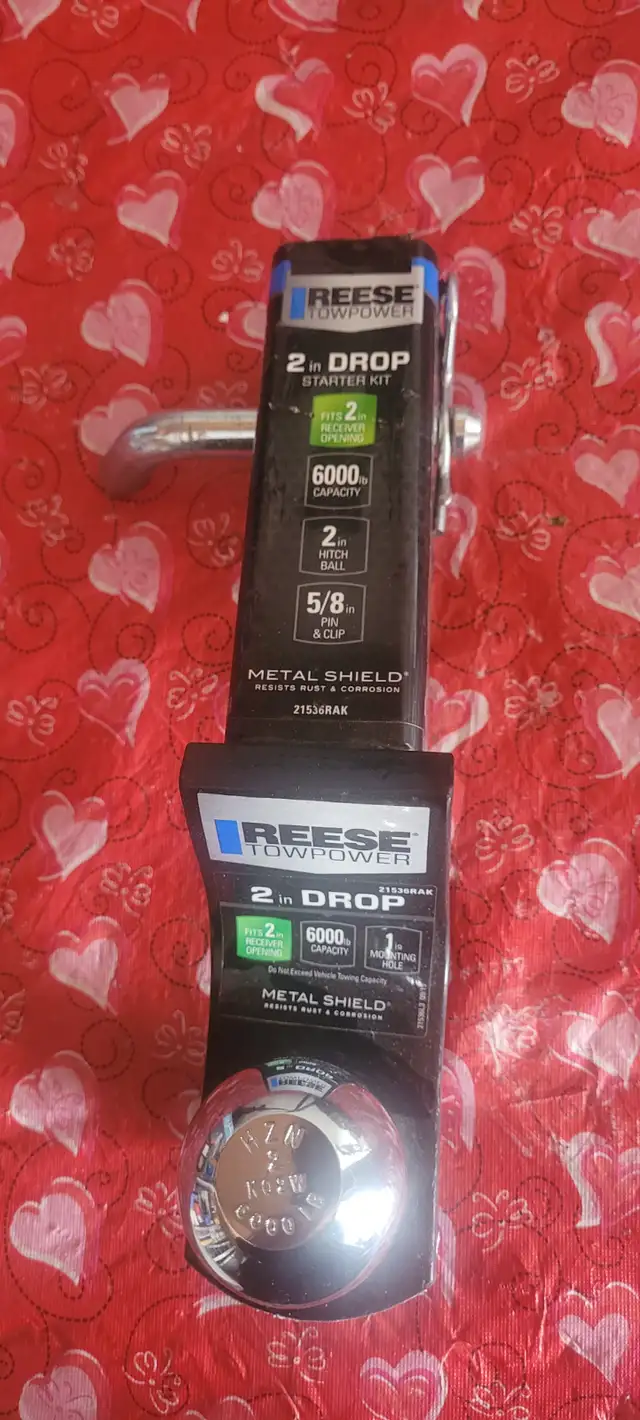 REESE
TOWPOWER
2 in DROP
STARTER KIT
FITS 2 in
RECEIVER
OPENING
6000 lb
CAPACITY
2 in
HITCH
BALL
5/8 in
PIN
& CLIP
METAL SHIELD®
RESISTS RUST & CORROSION
21536RAK
REESE
TOWPOWER
21536RAK
2 in DROP
FITS 2 in
RECEIVER
OPENING
6000 lb
CAPACITY
1 in
MOUNTING
HOLE
Do Not Exceed Vehicle Towing Capacity
METAL SHIELD®
RESISTS RUST & CORROSION
HZN
2
6000 LB